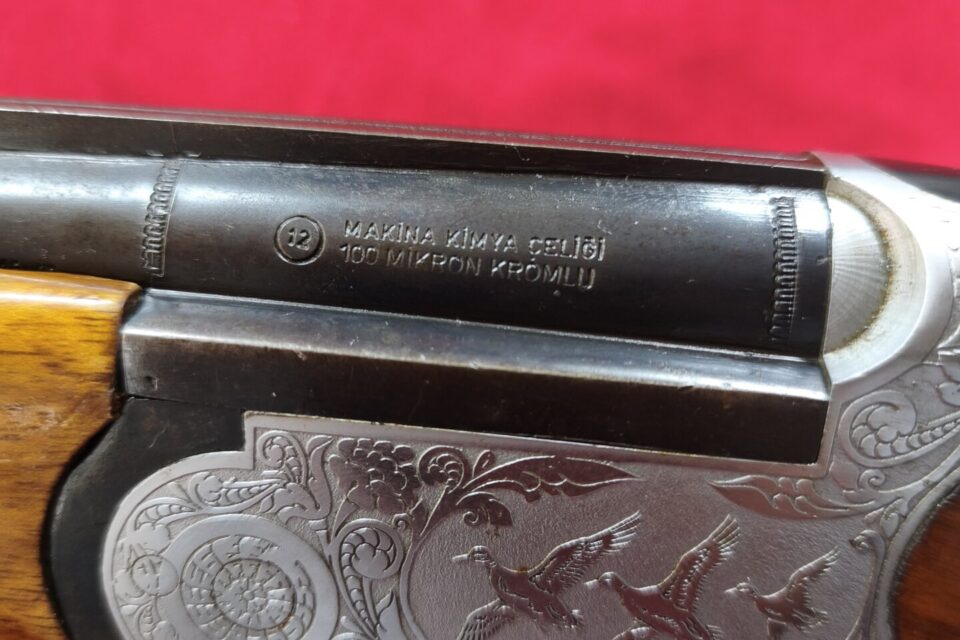 12
MAKİNA KİMYA ÇELİĞİ
100 MİKRON KROMLU